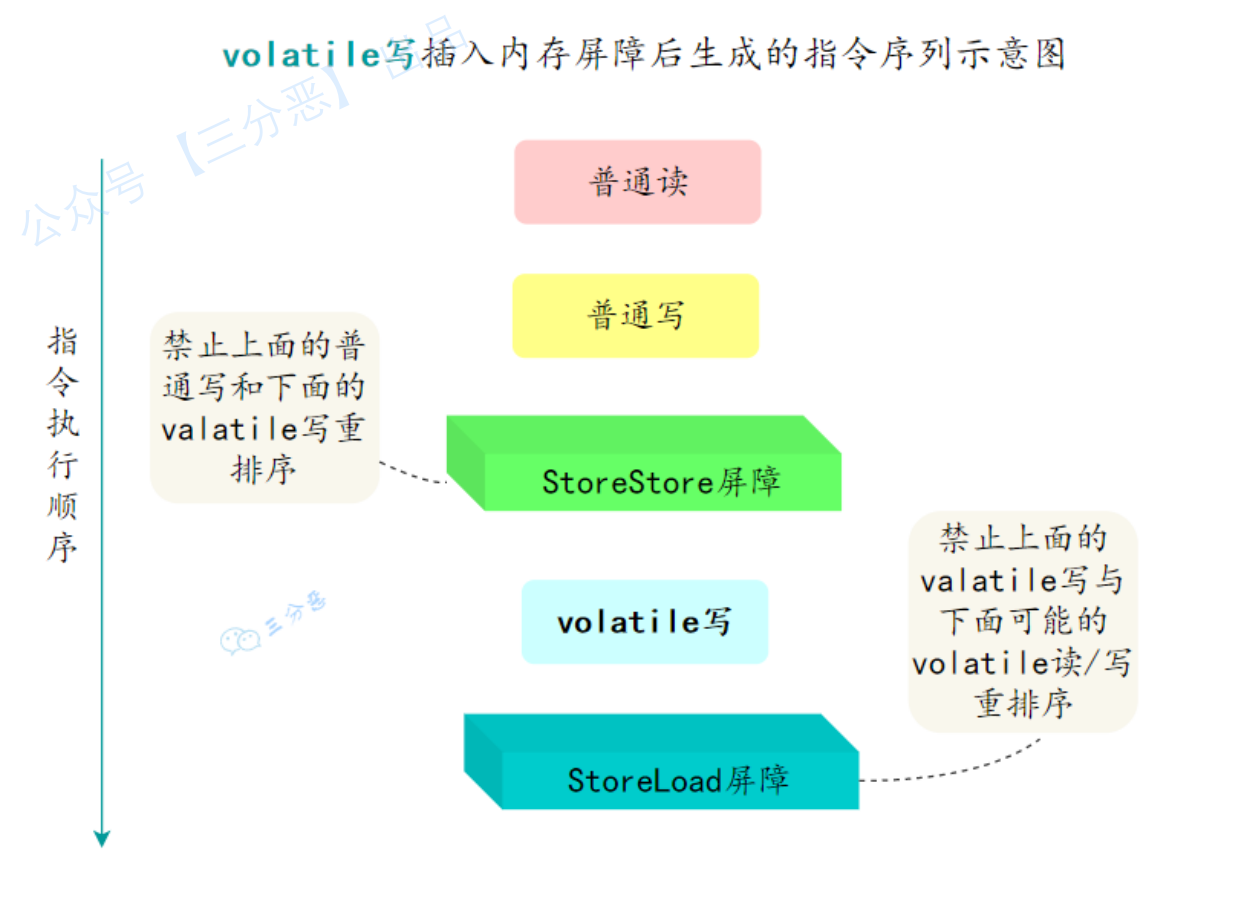 volatile写插入内存屏障后生成的指令序列示意图
公众号【三分恶】出品
普通读
普通写
指
令
执
行
顺
序
禁止上面的普
通写和下面的
valatile写重
排序
StoreStore屏障
禁止上面的
valatile写与
下面可能的
volatile读/写
重排序
三分恶
volatile写
StoreLoad屏障